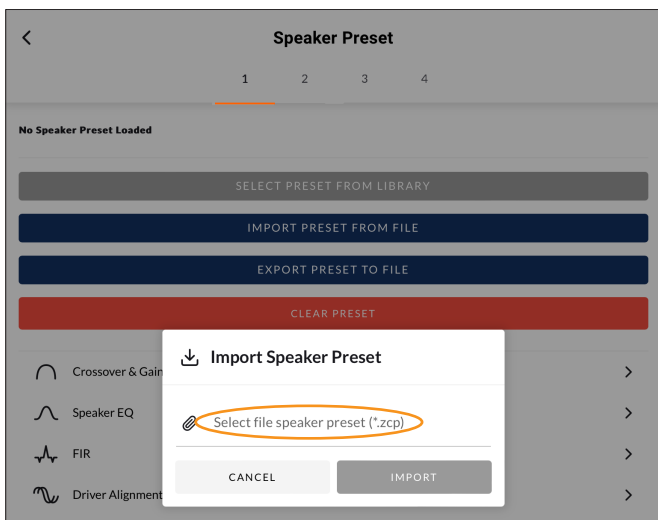 Speaker Preset
1 2 3 4
No Speaker Preset Loaded
SELECT PRESET FROM LIBRARY
IMPORT PRESET FROM FILE
EXPORT PRESET TO FILE
CLEAR PRESET
Import Speaker Preset
Crossover & Gain
Select file speaker preset (*.zcp)
Speaker EQ
FIR
CANCEL IMPORT
Driver Alignment